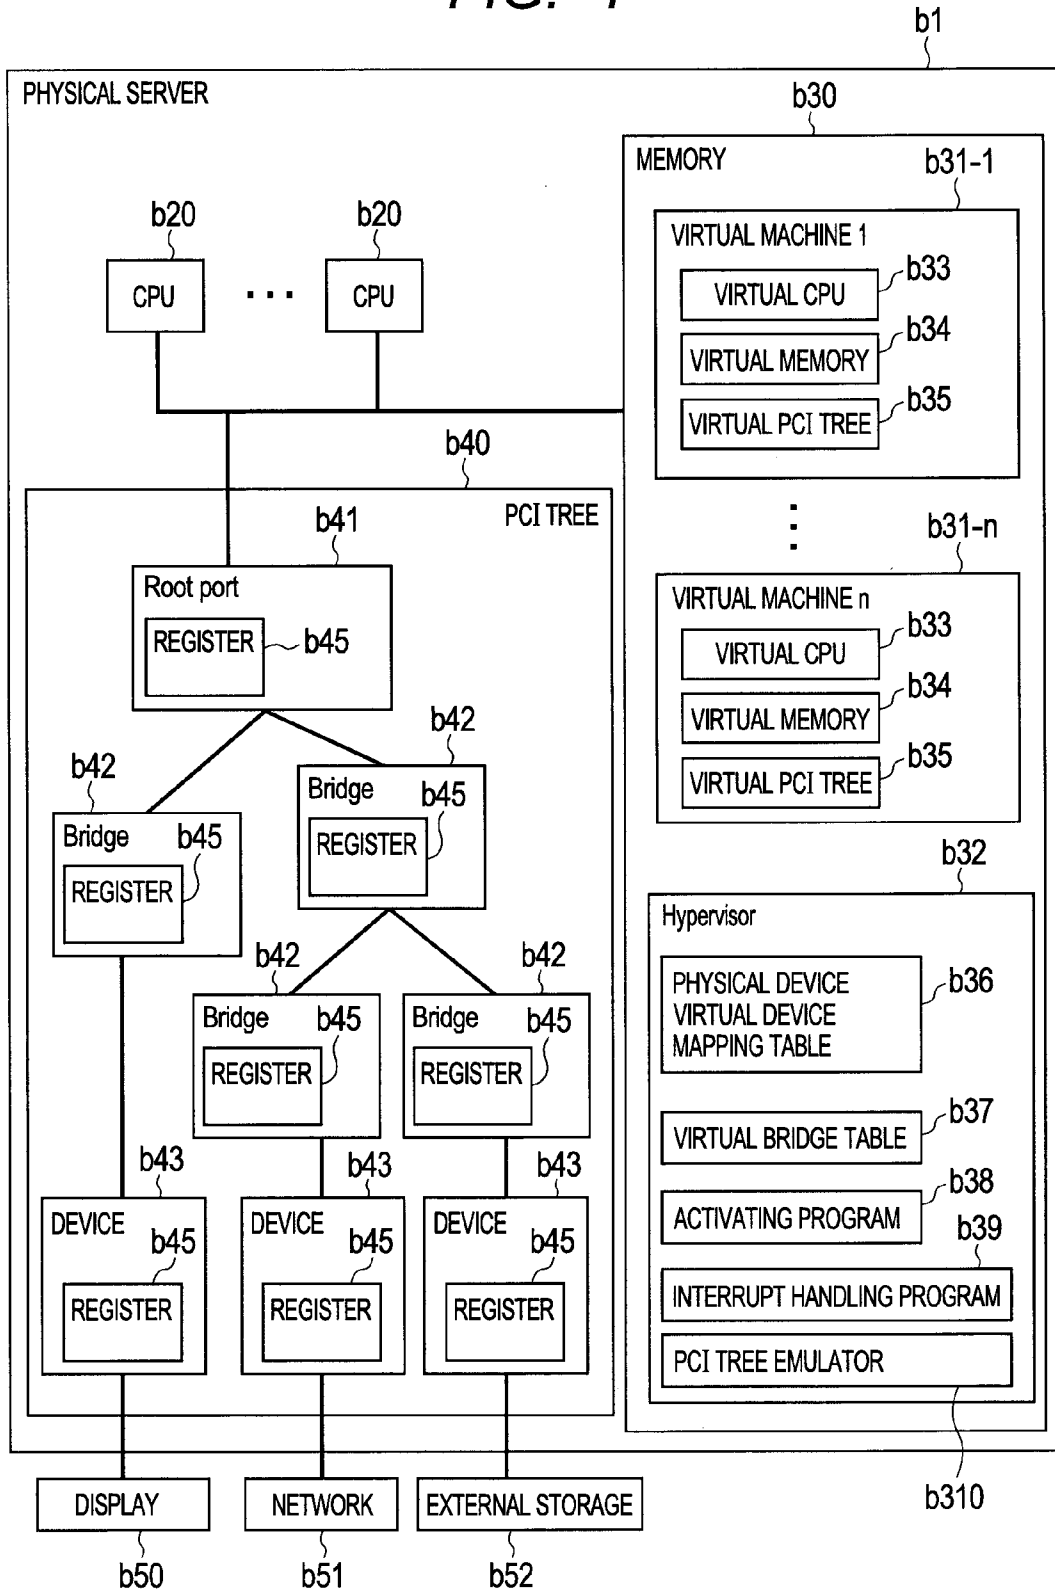 b1
PHYSICAL SERVER
b30
MEMORY
b31-1
VIRTUAL MACHINE 1
b33
VIRTUAL CPU
b34
VIRTUAL MEMORY
b35
VIRTUAL PCI TREE
b20
b20
CPU
...
CPU
b40
PCI TREE
b41
Root port
REGISTER
b45
b31-n
VIRTUAL MACHINE n
b33
VIRTUAL CPU
b34
VIRTUAL MEMORY
b35
VIRTUAL PCI TREE
b42
b42
Bridge
b45
REGISTER
Bridge
b45
REGISTER
b42
b42
Bridge
b45
REGISTER
Bridge
b45
REGISTER
b43
b43
b43
DEVICE
b45
REGISTER
DEVICE
b45
REGISTER
DEVICE
b45
REGISTER
b32
Hypervisor
PHYSICAL DEVICE
VIRTUAL DEVICE
MAPPING TABLE
b36
b37
VIRTUAL BRIDGE TABLE
b38
ACTIVATING PROGRAM
b39
INTERRUPT HANDLING PROGRAM
PCI TREE EMULATOR
b310
DISPLAY
NETWORK
EXTERNAL STORAGE
b50
b51
b52